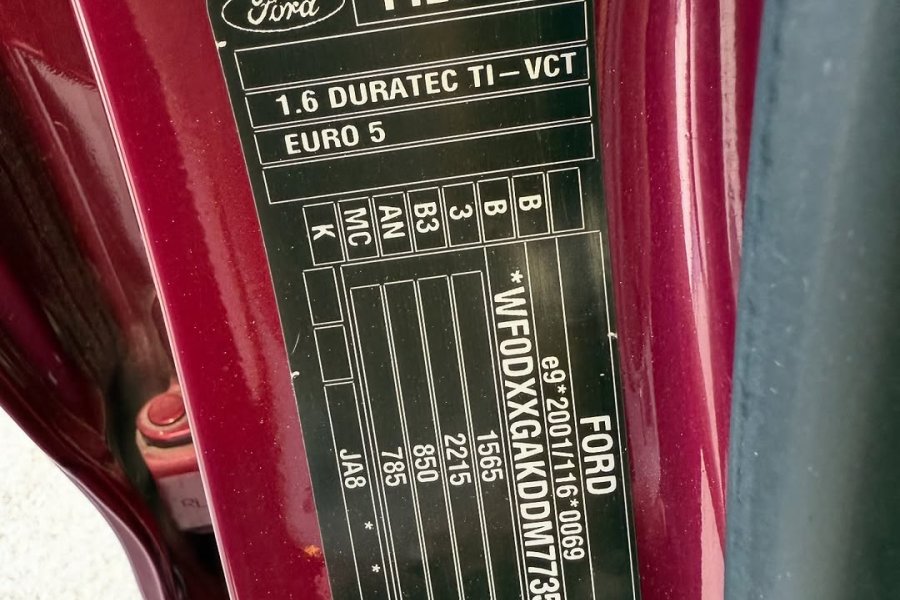 Ford
1.6 DURATEC TI-VCT
EURO 5
K
MC
AN
B3
3
B
B
FORD
e9*2001/116*0069
*WF0DXXGAKDDM7735
1565
2215
850
785
JA8
*
*